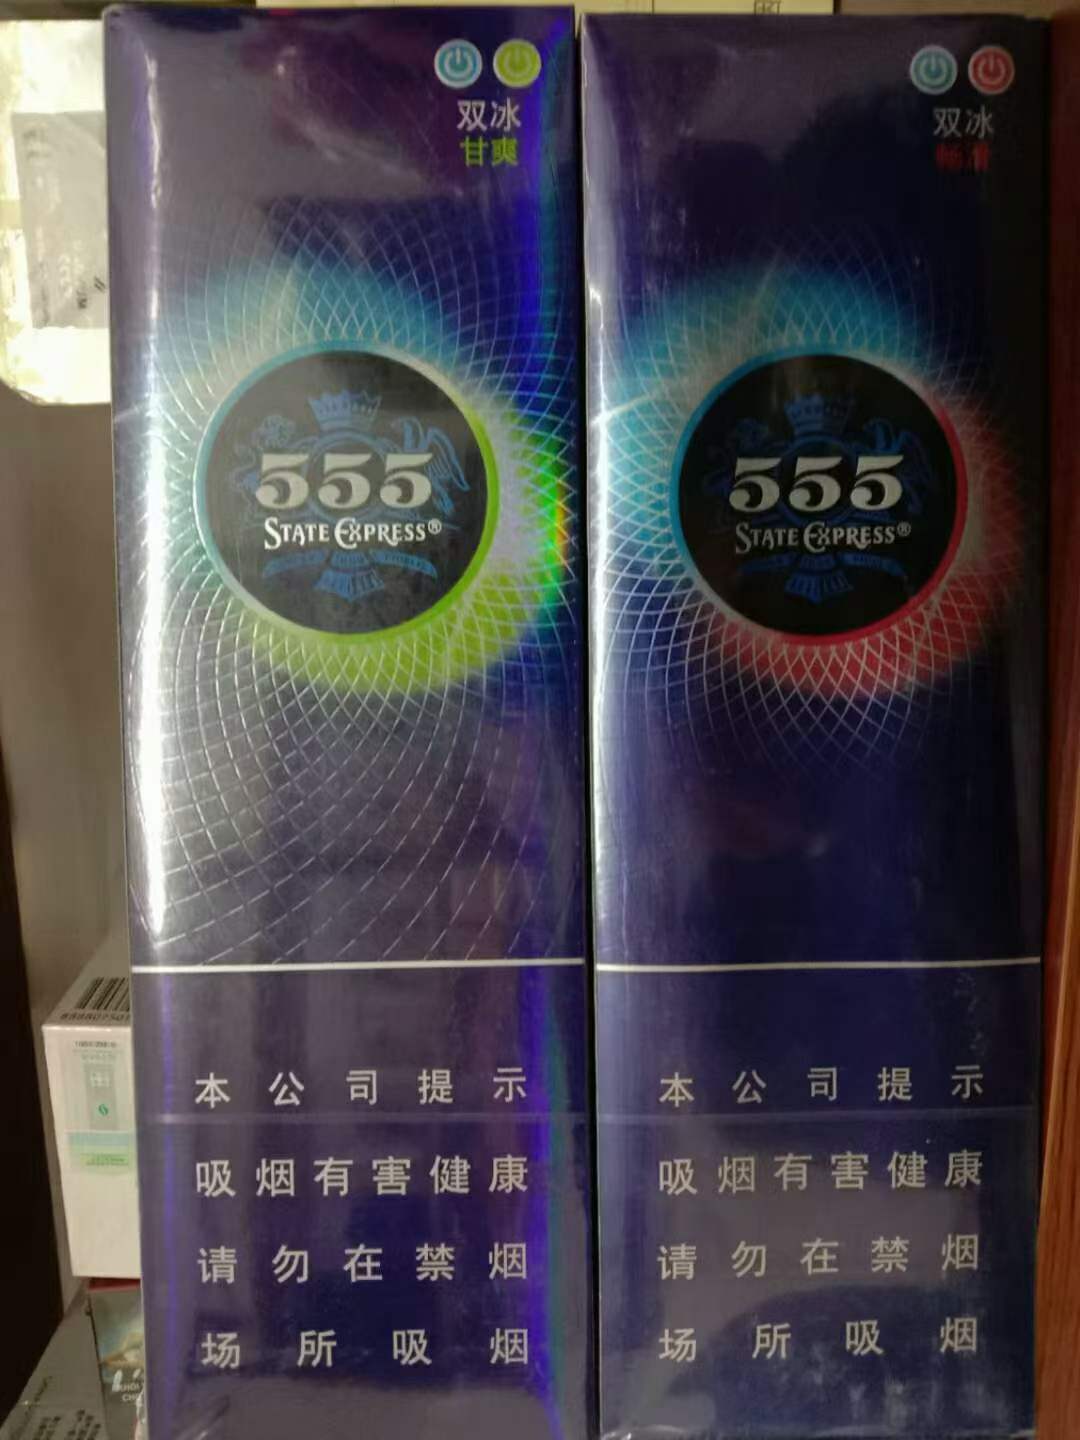 双冰
甘爽
555
STATE EXPRESS®
本公司提示
吸烟有害健康
请勿在禁烟
场所吸烟
双冰
555
STATE EXPRESS®
本公司提示
吸烟有害健康
请勿在禁烟
场所吸烟